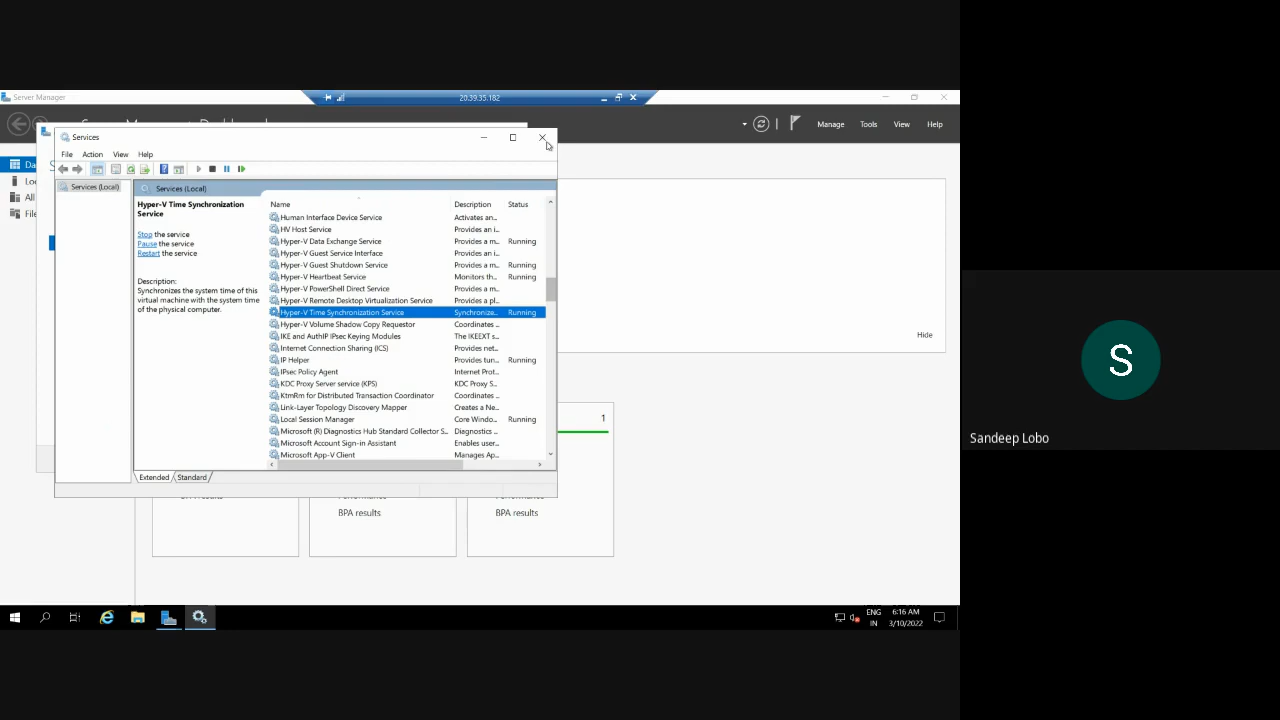 Server Manager
20.39.35.182
Manage
Tools
View
Help
Services
File
Action
View
Help
Services (Local)
Services (Local)
Hyper-V Time Synchronization
Service
Stop the service
Pause the service
Restart the service
Description:
Synchronizes the system time of this
virtual machine with the system time
of the physical computer.
Name Description Status
Human Interface Device Service Activates an...
HV Host Service Provides an i...
Hyper-V Data Exchange Service Provides a m... Running
Hyper-V Guest Service Interface Provides an i...
Hyper-V Guest Shutdown Service Provides a m... Running
Hyper-V Heartbeat Service Monitors th... Running
Hyper-V PowerShell Direct Service Provides a m...
Hyper-V Remote Desktop Virtualization Service Provides a pl...
Hyper-V Time Synchronization Service Synchronize... Running
Hyper-V Volume Shadow Copy Requestor Coordinates ...
IKE and AuthIP IPsec Keying Modules The IKEEXT s...
Internet Connection Sharing (ICS) Provides net...
IP Helper Provides tun... Running
IPsec Policy Agent Internet Prot...
KDC Proxy Server service (KPS) KDC Proxy S...
KtmRm for Distributed Transaction Coordinator Coordinates ...
Link-Layer Topology Discovery Mapper Creates a Ne...
Local Session Manager Core Windo... Running
Microsoft (R) Diagnostics Hub Standard Collector S... Diagnostics ...
Microsoft Account Sign-in Assistant Enables user...
Microsoft App-V Client Manages Ap...
Extended Standard
Hide
1
BPA results
BPA results
ENG
IN
6:16 AM
3/10/2022
S
Sandeep Lobo